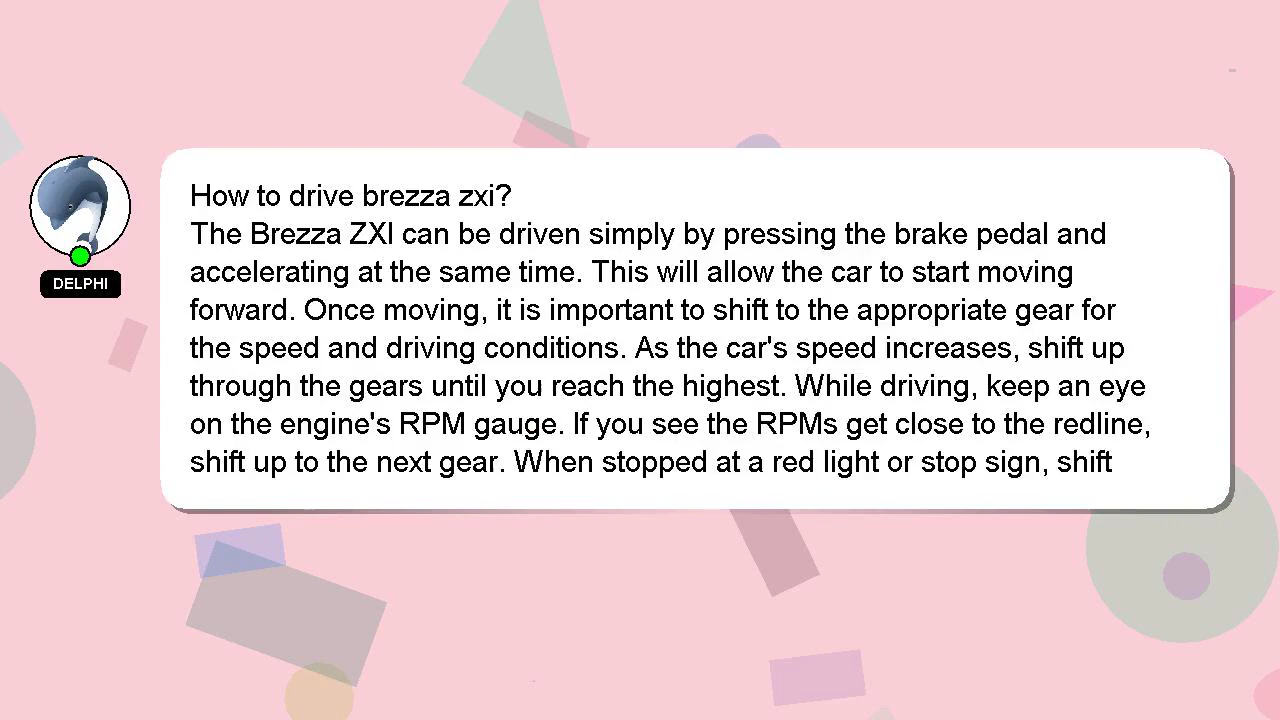 How to drive brezza zxi?
The Brezza ZXI can be driven simply by pressing the brake pedal and
accelerating at the same time. This will allow the car to start moving
forward. Once moving, it is important to shift to the appropriate gear for
the speed and driving conditions. As the car's speed increases, shift up
through the gears until you reach the highest. While driving, keep an eye
on the engine's RPM gauge. If you see the RPMs get close to the redline,
shift up to the next gear. When stopped at a red light or stop sign, shift
DELPHI